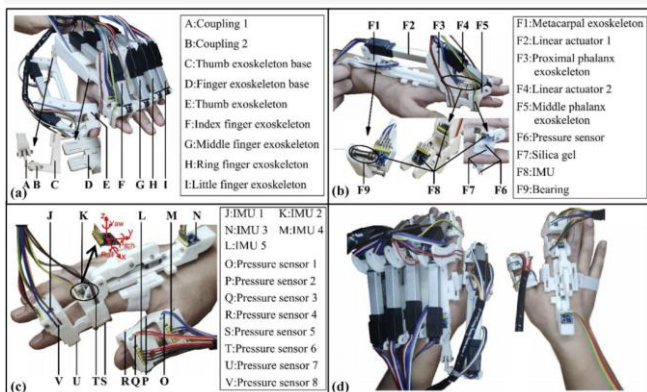 A:Coupling 1
B:Coupling 2
C:Thumb exoskeleton base
D:Finger exoskeleton base
E:Thumb exoskeleton
F:Index finger exoskeleton
G:Middle finger exoskeleton
H:Ring finger exoskeleton
I:Little finger exoskeleton
A B C D E F G H I
(a)
F1 F2 F3 F4 F5
F9 F8 F7 F6
(b)
F1:Metacarpal exoskeleton
F2:Linear actuator 1
F3:Proximal phalanx
exoskeleton
F4:Linear actuator 2
F5:Middle phalanx
exoskeleton
F6:Pressure sensor
F7:Silica gel
F8:IMU
F9:Bearing
J K L M N
z Yaw
y
Pitch
Roll x
V U T S R Q P O
(c)
J:IMU 1 K:IMU 2
N:IMU 3 M:IMU 4
L:IMU 5
O:Pressure sensor 1
P:Pressure sensor 2
Q:Pressure sensor 3
R:Pressure sensor 4
S:Pressure sensor 5
T:Pressure sensor 6
U:Pressure sensor 7
V:Pressure sensor 8
(d)